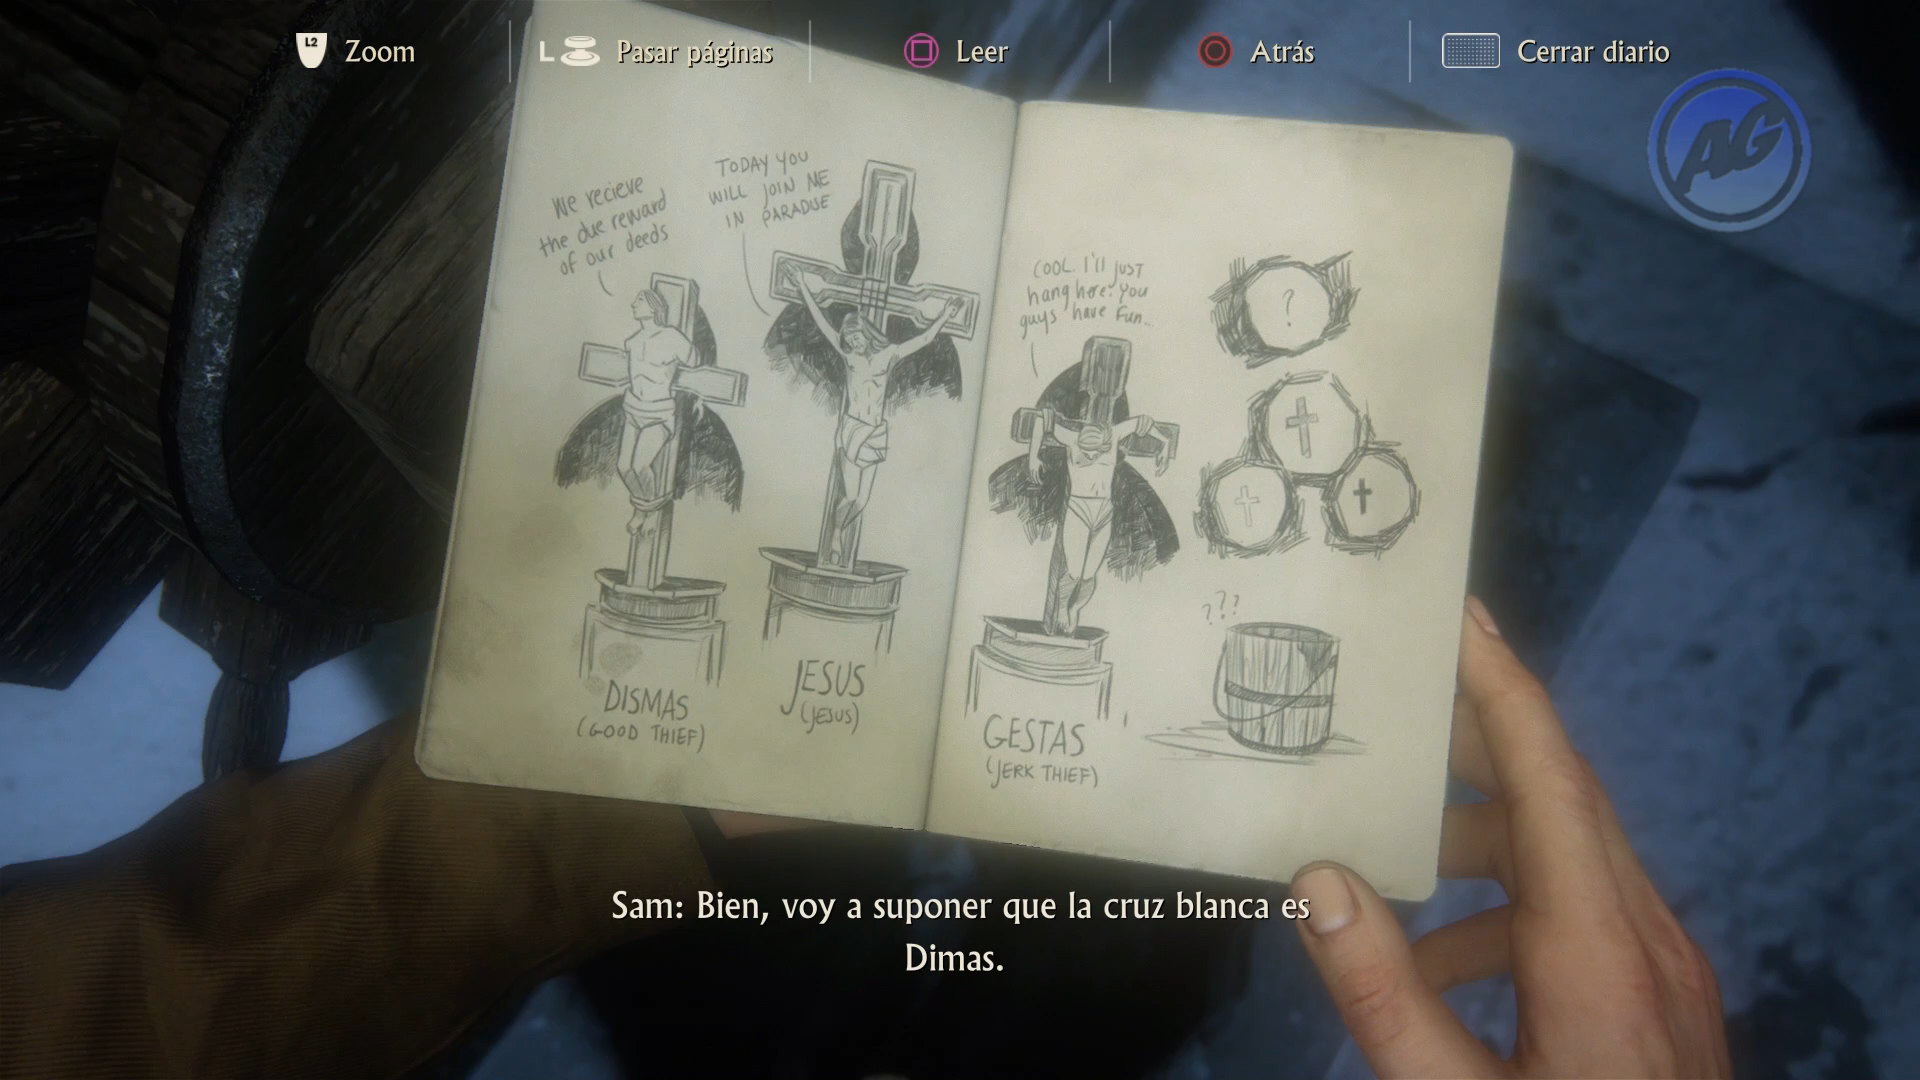 L2 Zoom
L Pasar páginas
Leer
Atrás
Cerrar diario
AG
We recieve
the due reward
of our deeds
TODAY YOU
WILL JOIN ME
IN PARADISE
COOL. I'll JUST
hang here. You
guys have fun...
?
DISMAS
(GOOD THIEF)
JESUS
(JESUS)
GESTAS
(JERK THIEF)
???
Sam: Bien, voy a suponer que la cruz blanca es
Dimas.